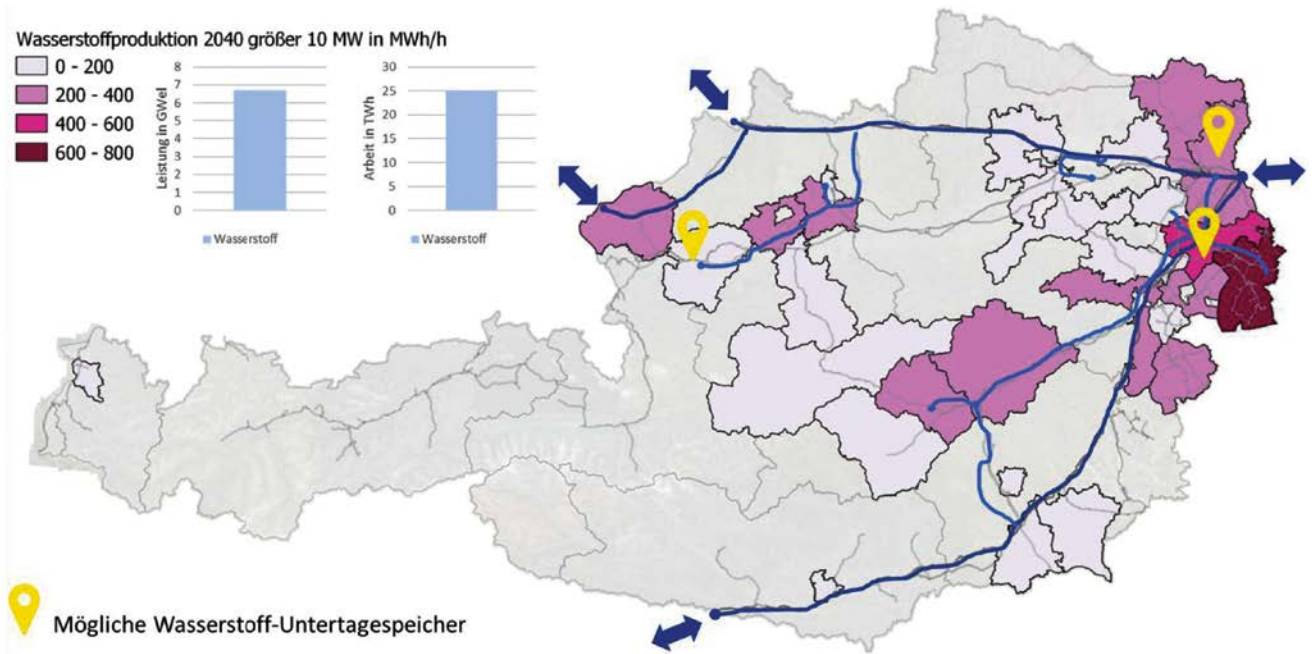 Wasserstoffproduktion 2040 größer 10 MW in MWh/h
0 - 200
200 - 400
400 - 600
600 - 800
Leistung in GWel
8
7
6
5
4
3
2
1
0
Wasserstoff
Arbeit in TWh
30
25
20
15
10
5
0
Wasserstoff
Mögliche Wasserstoff-Untertagespeicher